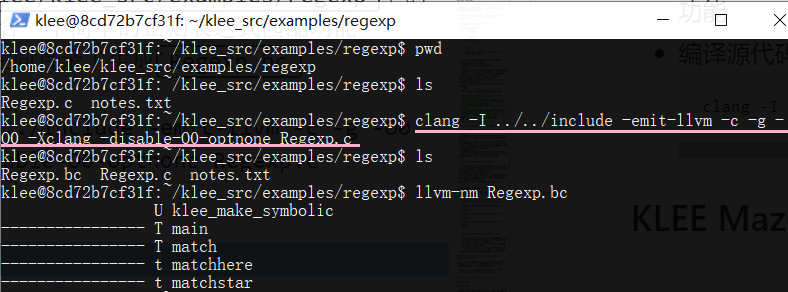 klee@8cd72b7cf31f: ~/klee_src/examples/regexp
功能
klee@8cd72b7cf31f:~/klee_src/examples/regexp$ pwd
/home/klee/klee_src/examples/regexp
编译源代码
klee@8cd72b7cf31f:~/klee_src/examples/regexp$ ls
Regexp.c notes.txt
klee@8cd72b7cf31f:~/klee_src/examples/regexp$ clang -I ../../include -emit-llvm -c -g -
clang -I
O0 -Xclang -disable-O0-optnone Regexp.c
klee@8cd72b7cf31f:~/klee_src/examples/regexp$ ls
Regexp.bc Regexp.c notes.txt
klee@8cd72b7cf31f:~/klee_src/examples/regexp$ llvm-nm Regexp.bc
U klee_make_symbolic
KLEE Maz
---------------- T main
---------------- T match
---------------- t matchhere
---------------- t matchstar